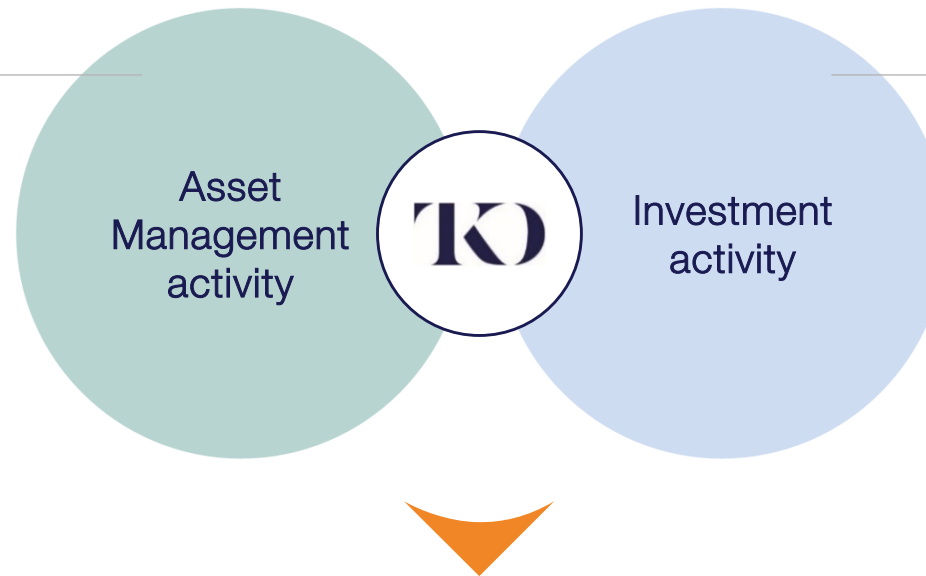 Asset
Management
activity
TKO
Investment
activity